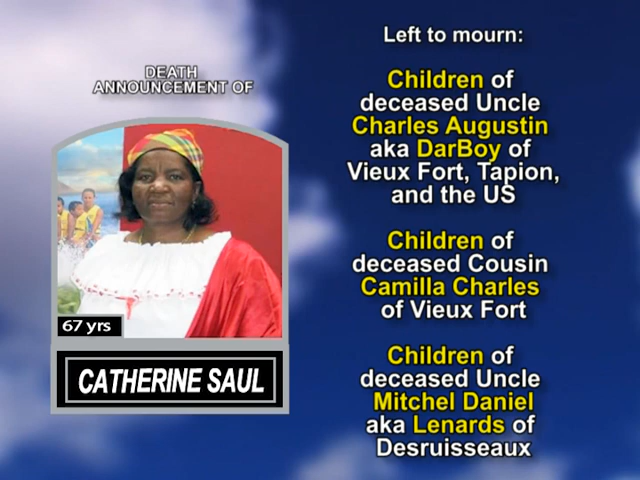 DEATH
ANNOUNCEMENT OF
67 yrs
CATHERINE SAUL
Left to mourn:
Children of
deceased Uncle
Charles Augustin
aka DarBoy of
Vieux Fort, Tapion,
and the US
Children of
deceased Cousin
Camilla Charles
of Vieux Fort
Children of
deceased Uncle
Mitchel Daniel
aka Lenards of
Desruisseaux